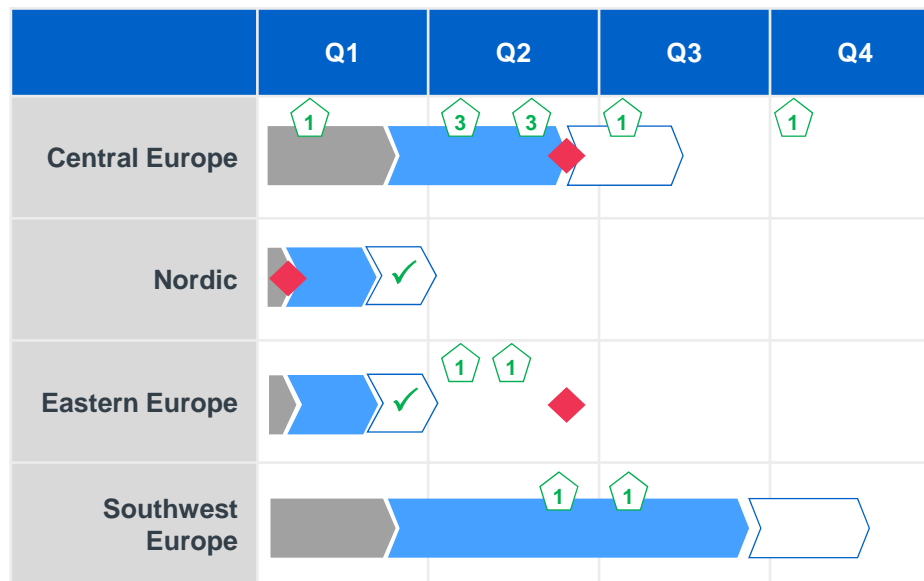 Q1 Q2 Q3 Q4
1 3 3 1 1
Central Europe
Nordic
✓
1 1
Eastern Europe
✓
1 1
Southwest
Europe